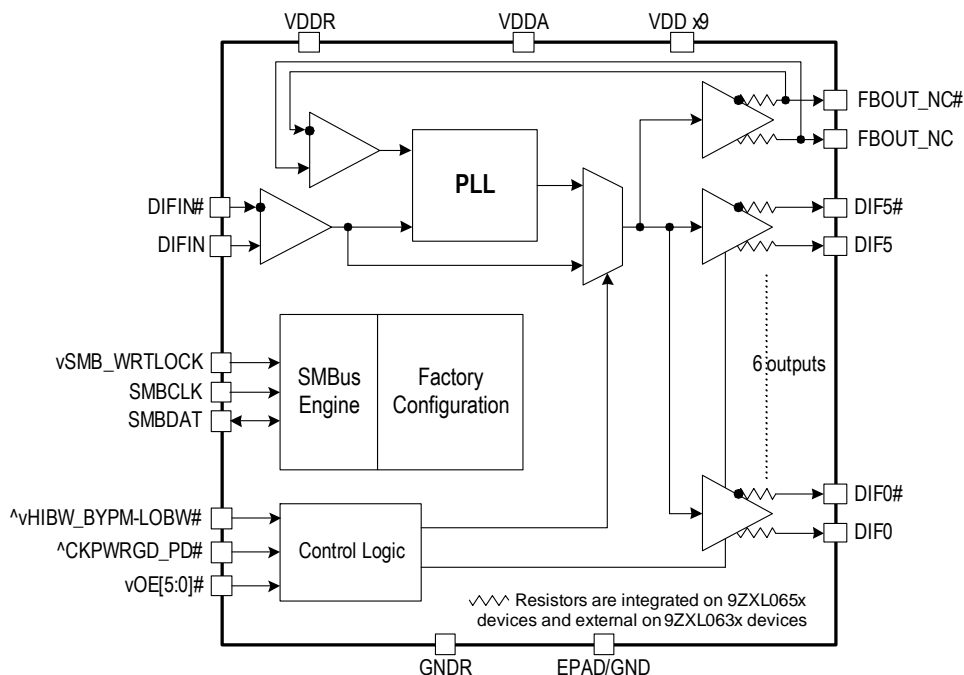 VDDR
VDDA
VDD x9
FBOUT_NC#
FBOUT_NC
PLL
DIFIN#
DIFIN
DIF5#
DIF5
vSMB_WRTLOCK
SMBCLK
SMBDAT
SMBus
Engine
Factory
Configuration
6 outputs
^vHIBW_BYPM-LOBW#
^CKPWRGD_PD#
vOE[5:0]#
Control Logic
DIF0#
DIF0
Resistors are integrated on 9ZXL065x
devices and external on 9ZXL063x devices
GNDR
EPAD/GND